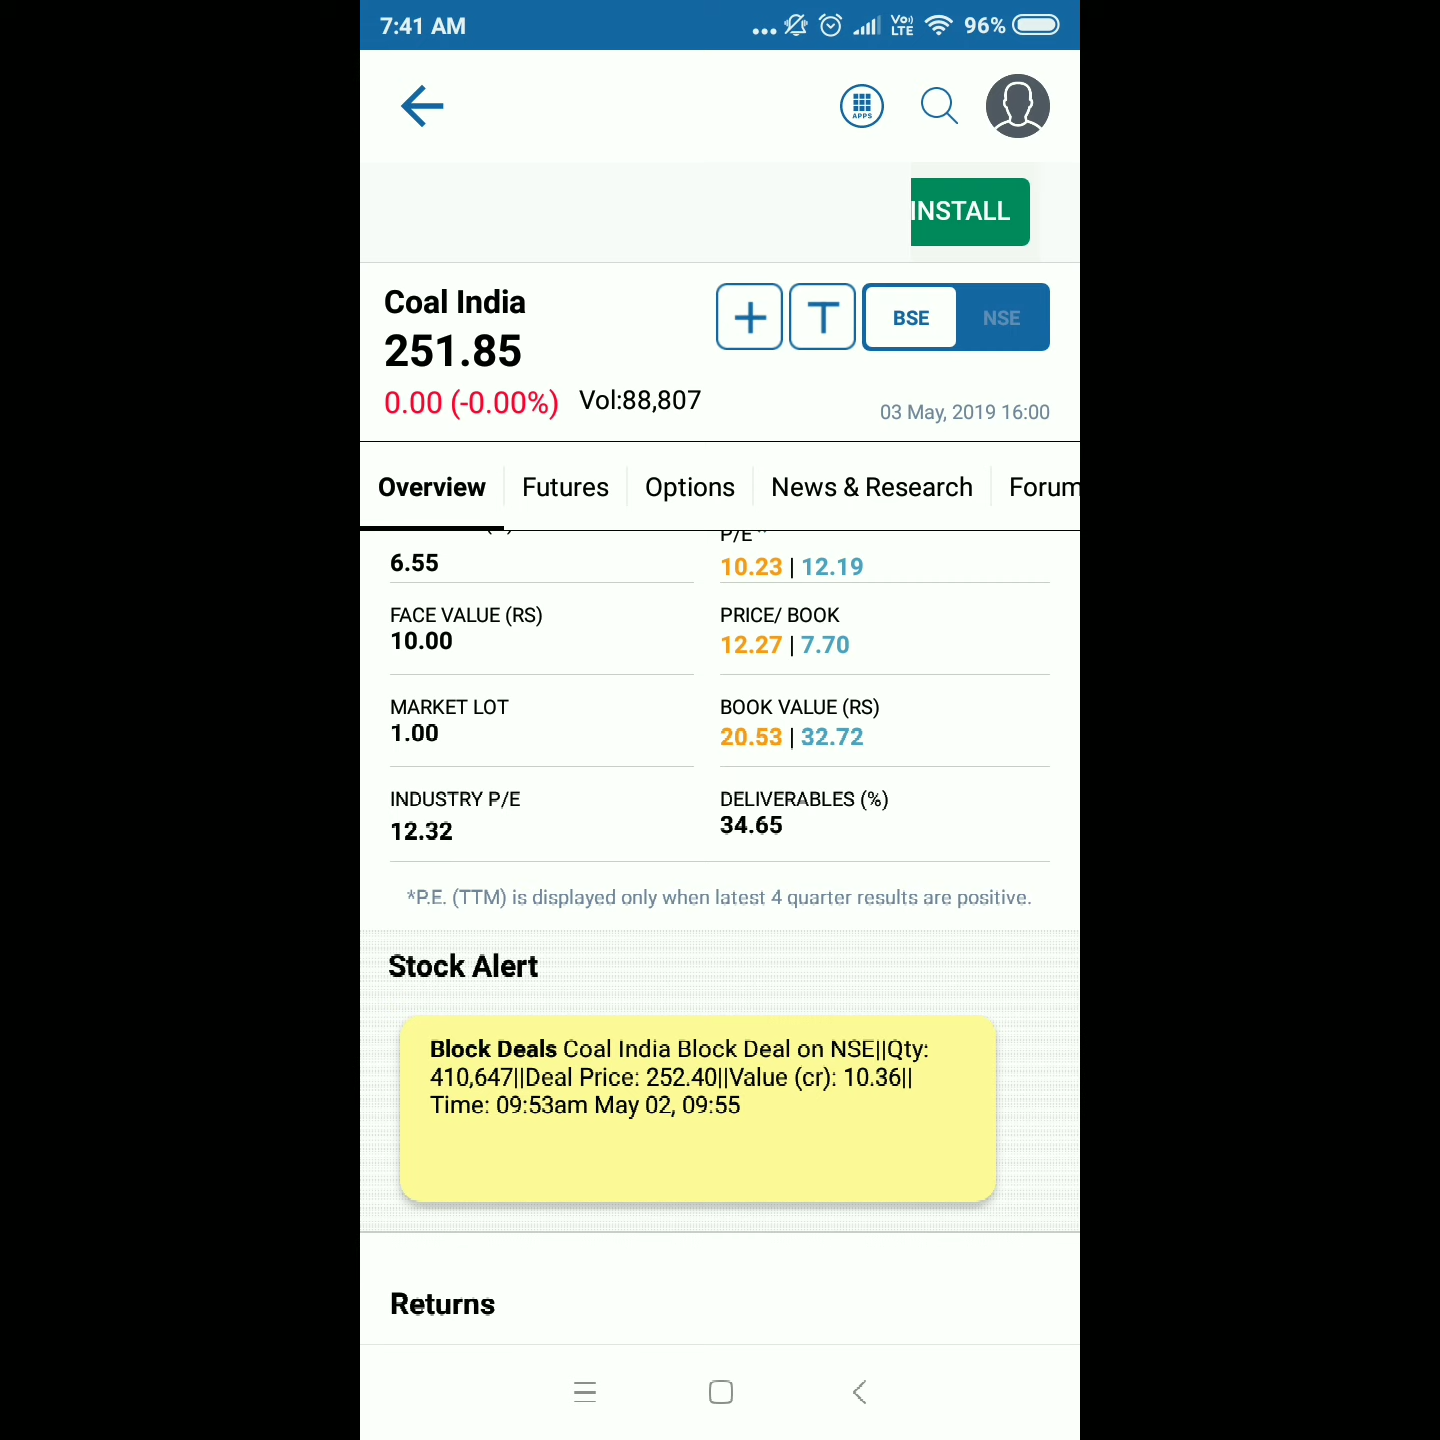 7:41 AM
Vo)) LTE 96%
APPS
INSTALL
Coal India
251.85
BSE NSE
0.00 (-0.00%) Vol:88,807
03 May, 2019 16:00
Overview Futures Options News & Research Forum
P/E
6.55 10.23 | 12.19
FACE VALUE (RS) PRICE/ BOOK
10.00 12.27 | 7.70
MARKET LOT BOOK VALUE (RS)
1.00 20.53 | 32.72
INDUSTRY P/E DELIVERABLES (%)
12.32 34.65
*P.E. (TTM) is displayed only when latest 4 quarter results are positive.
Stock Alert
Block Deals Coal India Block Deal on NSE||Qty:
410,647||Deal Price: 252.40||Value (cr): 10.36||
Time: 09:53am May 02, 09:55
Returns